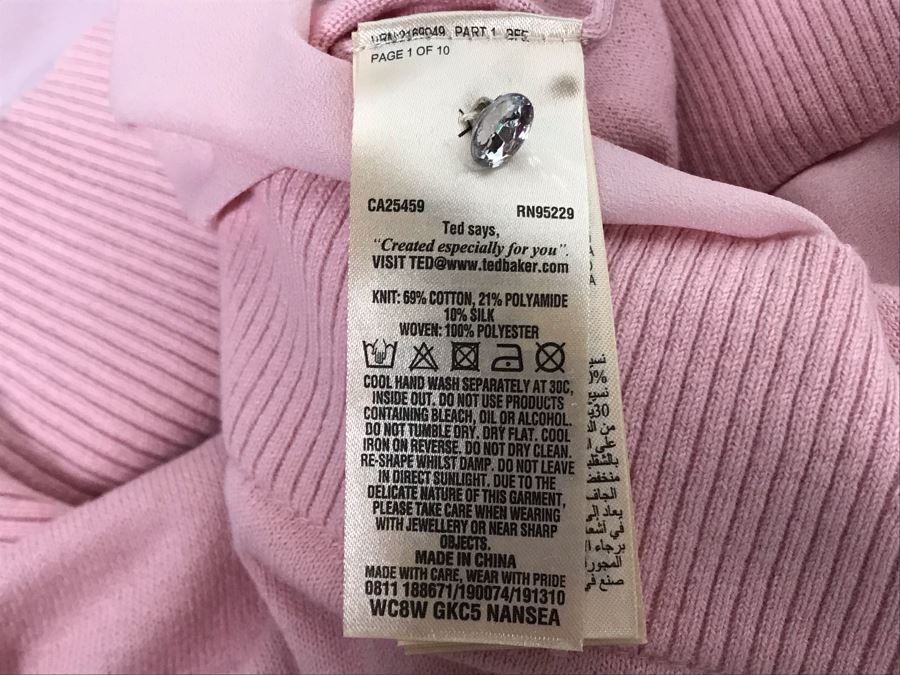 PART 1
PAGE 1 OF 10
CA25459 RN95229
Ted says,
"Created especially for you".
VISIT TED@www.tedbaker.com
KNIT: 69% COTTON, 21% POLYAMIDE
10% SILK
WOVEN: 100% POLYESTER
COOL HAND WASH SEPARATELY AT 30C,
INSIDE OUT. DO NOT USE PRODUCTS
CONTAINING BLEACH, OIL OR ALCOHOL.
DO NOT TUMBLE DRY. DRY FLAT. COOL
IRON ON REVERSE. DO NOT DRY CLEAN.
RE-SHAPE WHILST DAMP. DO NOT LEAVE
IN DIRECT SUNLIGHT. DUE TO THE
DELICATE NATURE OF THIS GARMENT,
PLEASE TAKE CARE WHEN WEARING
WITH JEWELLERY OR NEAR SHARP
OBJECTS.
MADE IN CHINA
MADE WITH CARE, WEAR WITH PRIDE
0811 188671/190074/191310
WC8W GKC5 NANSEA